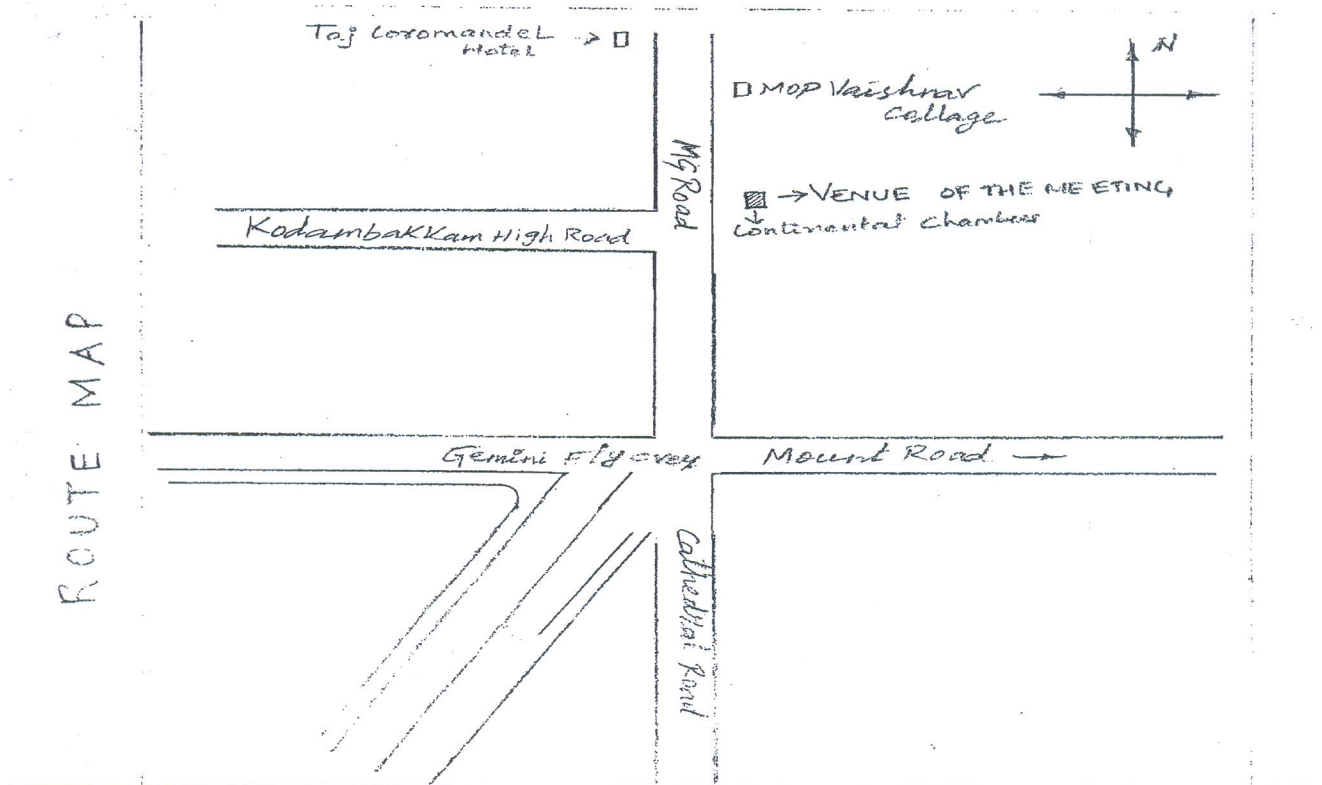 Taj Coromandel
Hotel
N
MOP Vaishnav
Collage
MG Road
VENUE OF THE MEETING
Continental Chambers
Kodambakkam High Road
ROUTE MAP
Gemini Flyover
Mount Road
Cathedral Road